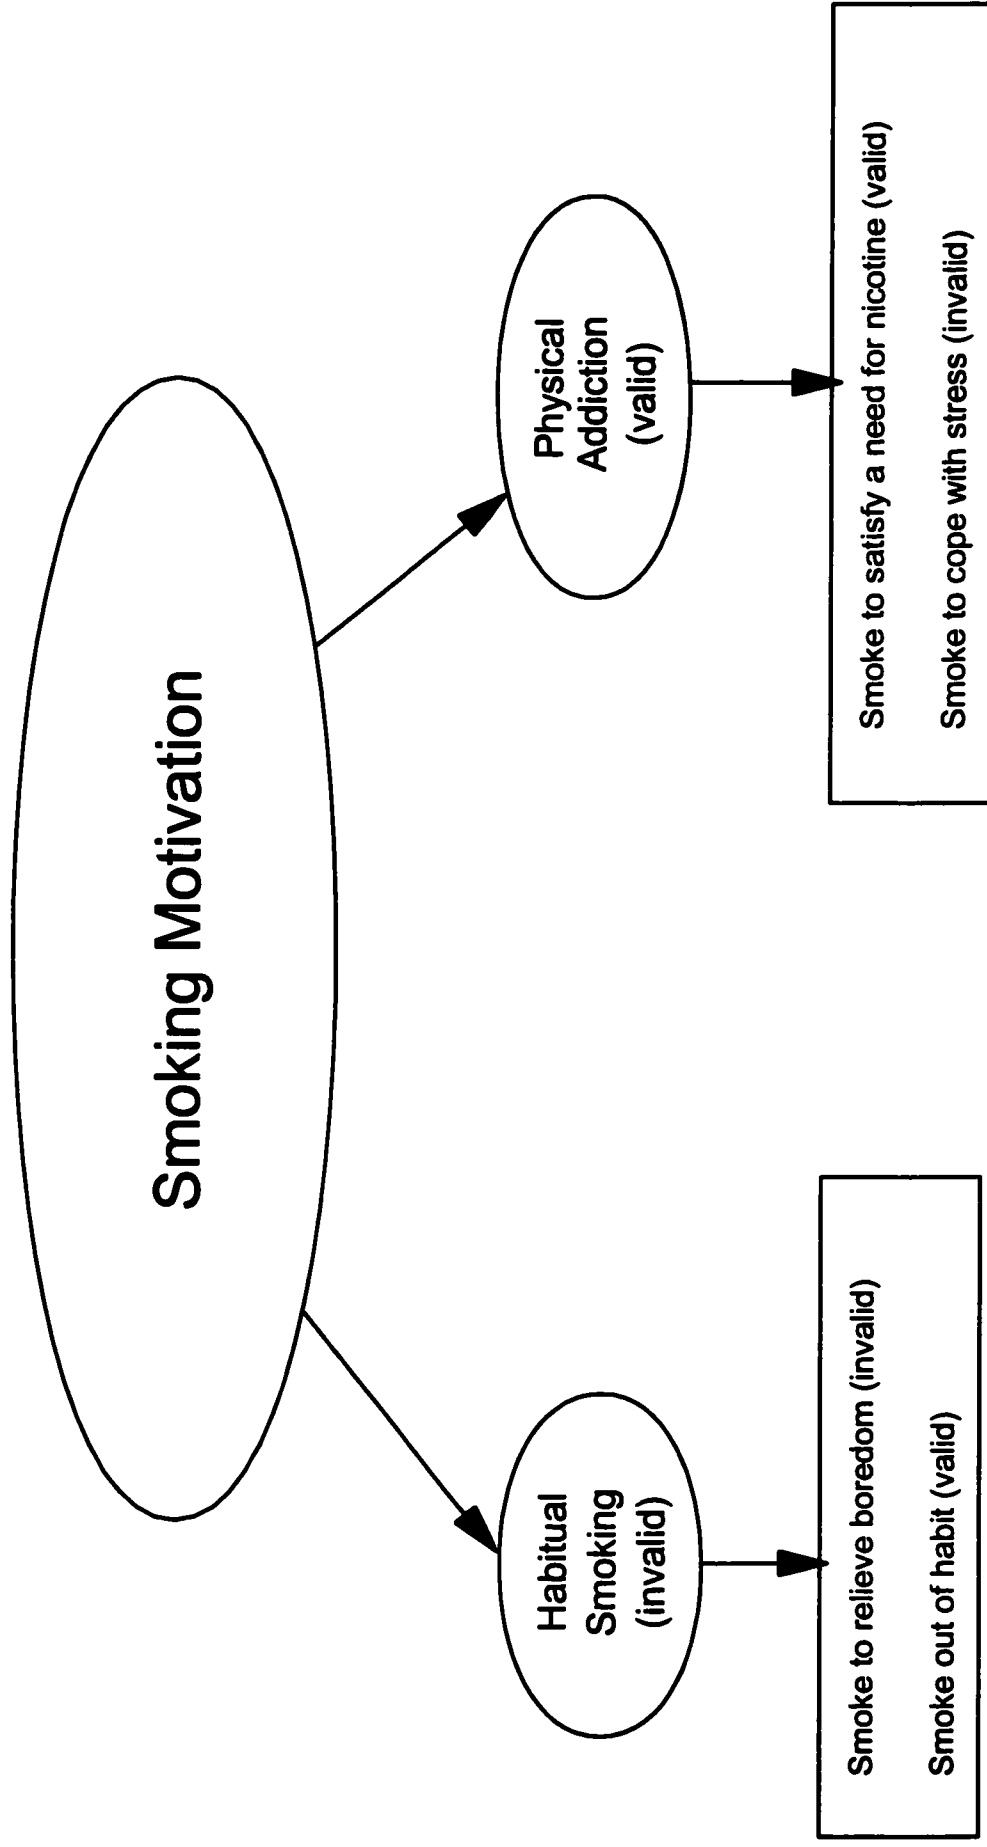 Smoking Motivation
Habitual
Smoking
(invalid)
Physical
Addiction
(valid)
Smoke to relieve boredom (invalid)
Smoke out of habit (valid)
Smoke to satisfy a need for nicotine (valid)
Smoke to cope with stress (invalid)